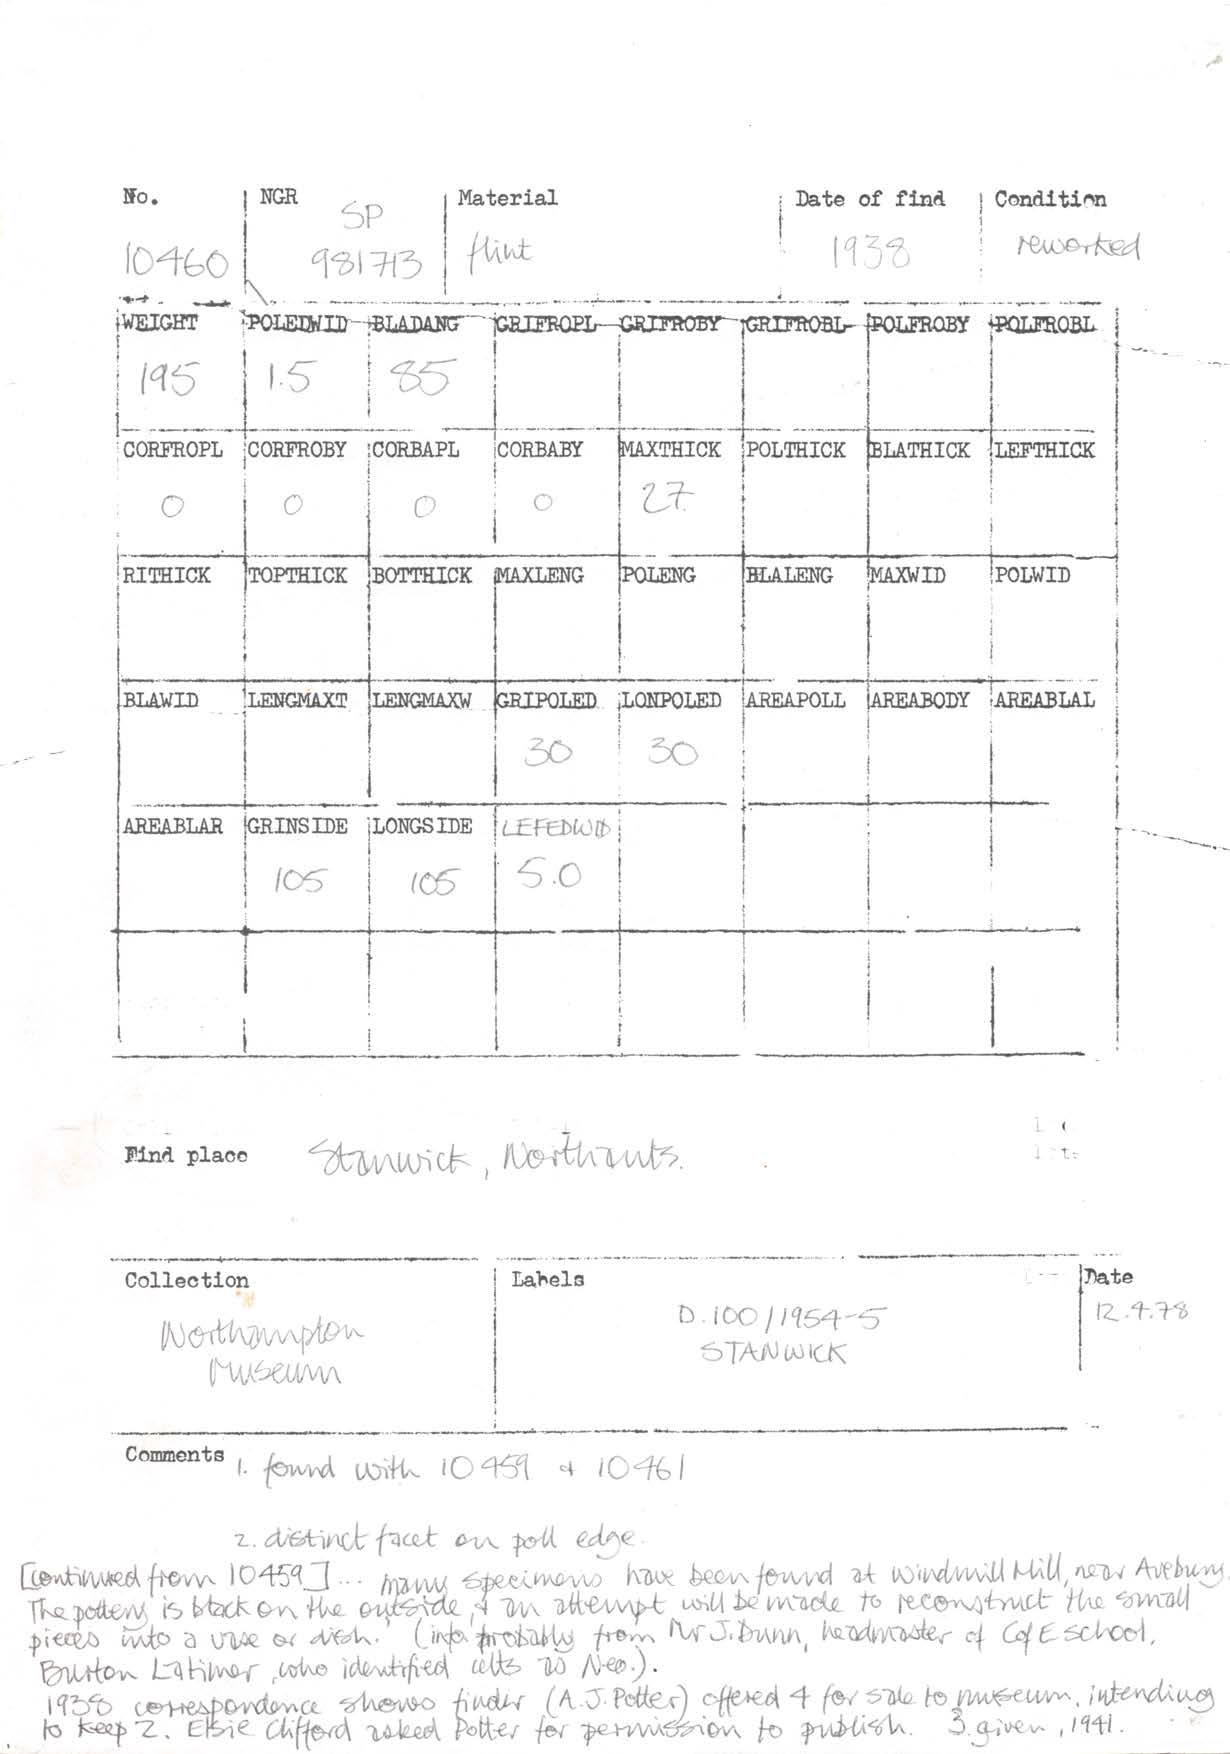 No. NGR Material Date of find Condition
SP
10460 981713 flint 1938 reworked
WEIGHT POLEDWID BLADANG GRIFROPL GRIFROBY GRIFROBL POLFROBY POLFROBL
195 1.5 85
CORFROPL CORFROBY CORBAPL CORBABY MAXTHICK POLTHICK BLATHICK LEFTHICK
0 0 0 0 27
RITHICK TOPTHICK BOTTHICK MAXLENG POLENG BLALENG MAXWID POLWID
BLAWID LENGMAXT LENGMAXW GRIPOLED LONPOLED AREAPOLL AREABODY AREABLAL
30 30
AREABLAR GRINSIDE LONGSIDE LEFEDWID
105 105 5.0
Find place Stanwick, Northants.
Collection Labels Date
Northampton D.100/1954-5 12.4.78
Museum STANWICK
Comments 1. found with 10459 & 10461
2. distinct facet on poll edge.
[continued from 10459] ... many specimens have been found at Windmill Hill, near Avebury.
The pottery is black on the outside, & an attempt will be made to reconstruct the small
pieces into a vase or dish.' (info probably from Mr J. Dunn, headmaster of C of E school,
Burton Latimer, who identified celts as Neo.).
1938 correspondence shows finder (A.J. Potter) offered 4 for sale to museum, intending
to keep 2. Elsie Clifford asked Potter for permission to publish. 3 given, 1941.